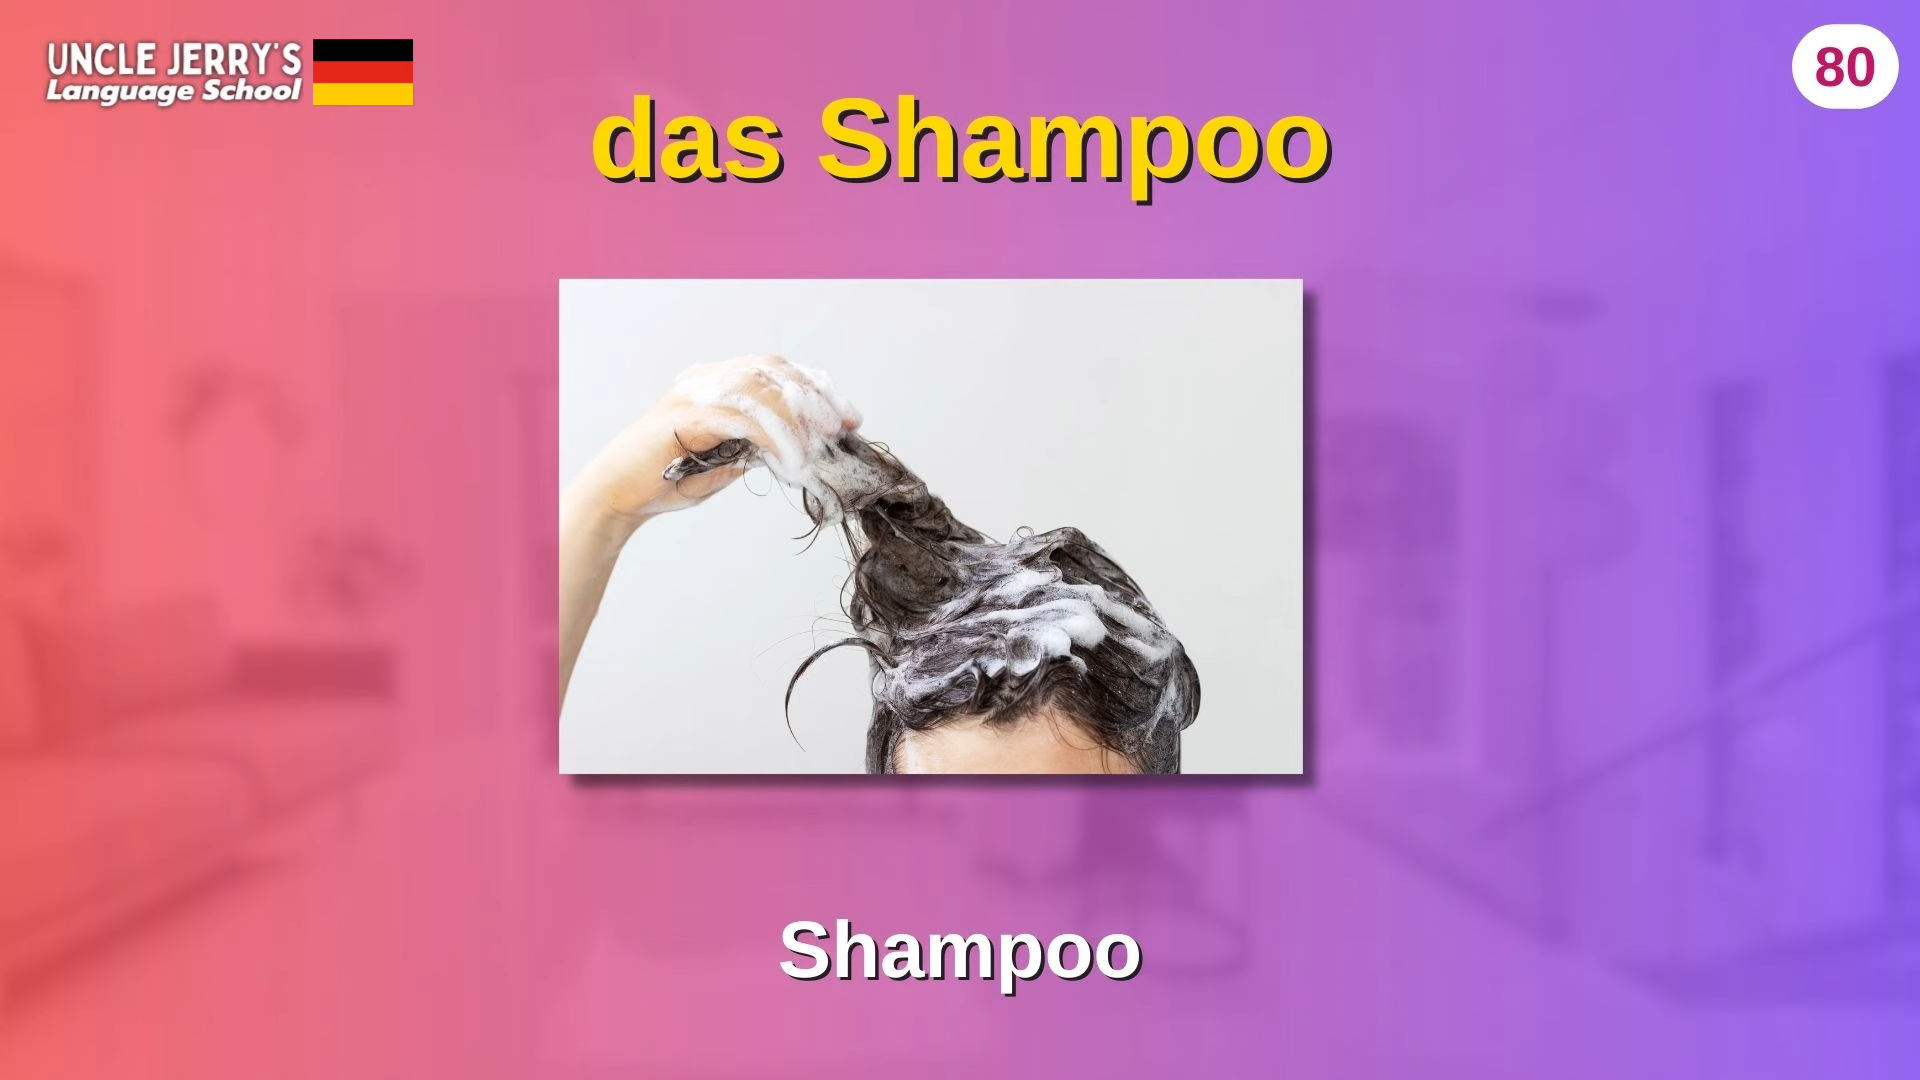 UNCLE JERRY'S
Language School
80
das Shampoo
Shampoo